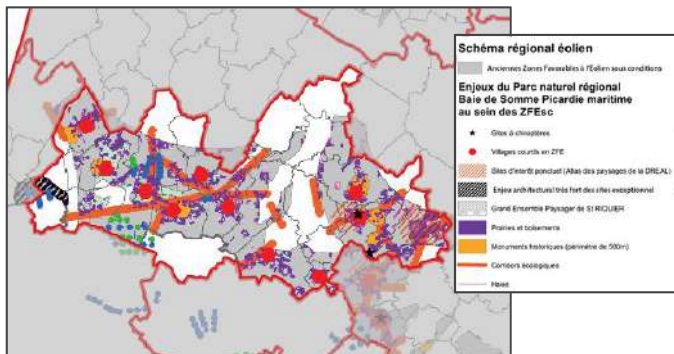 Schéma régional éolien
Anciennes Zones Favorables à l'Eolien sous conditions
Enjeux du Parc naturel régional
Baie de Somme Picardie maritime
au sein des ZFEsc
Gîtes à chiroptères
Villages courtils en ZFE
Sites d'intérêt ponctuel (Atlas des paysages de la DREAL)
Enjeu architectural très fort des sites exceptionnel
Grand Ensemble Paysager de St RIQUIER
Prairies et boisements
Monuments historiques (périmètre de 500m)
Corridors écologiques
Haies